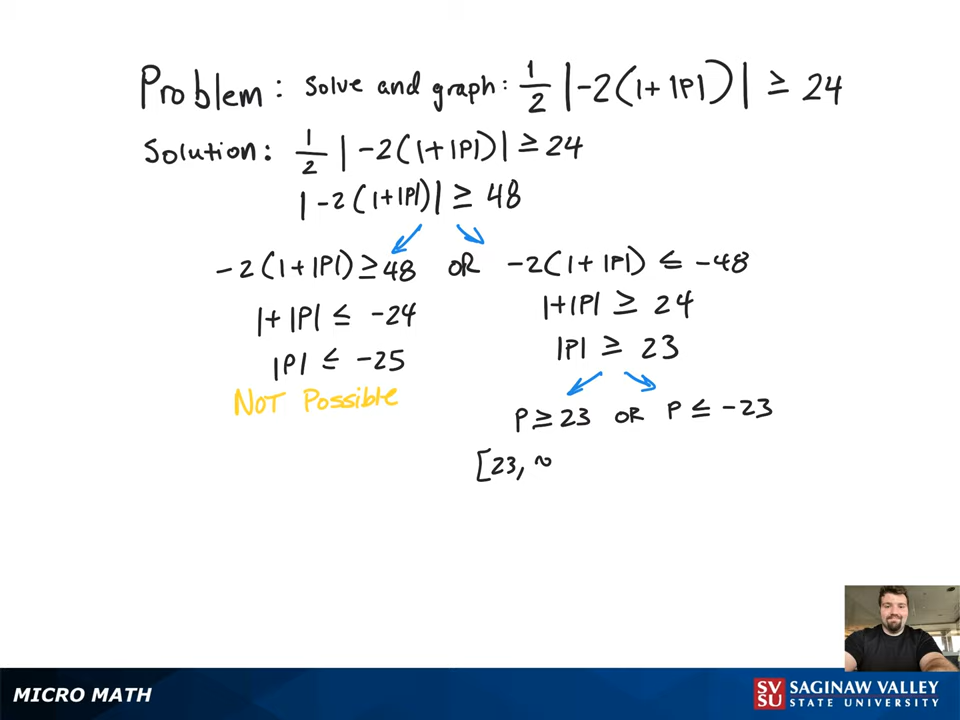 Problem: Solve and graph: 1/2 |-2(1+|P|)| ≥ 24
Solution: 1/2 |-2(1+|P|)| ≥ 24
|-2(1+|P|)| ≥ 48
-2(1+|P|) ≥ 48 OR -2(1+|P|) ≤ -48
1+|P| ≤ -24 1+|P| ≥ 24
|P| ≤ -25 |P| ≥ 23
NOT Possible
P ≥ 23 OR P ≤ -23
[23, ∞
MICRO MATH
SVSU SAGINAW VALLEY
STATE UNIVERSITY